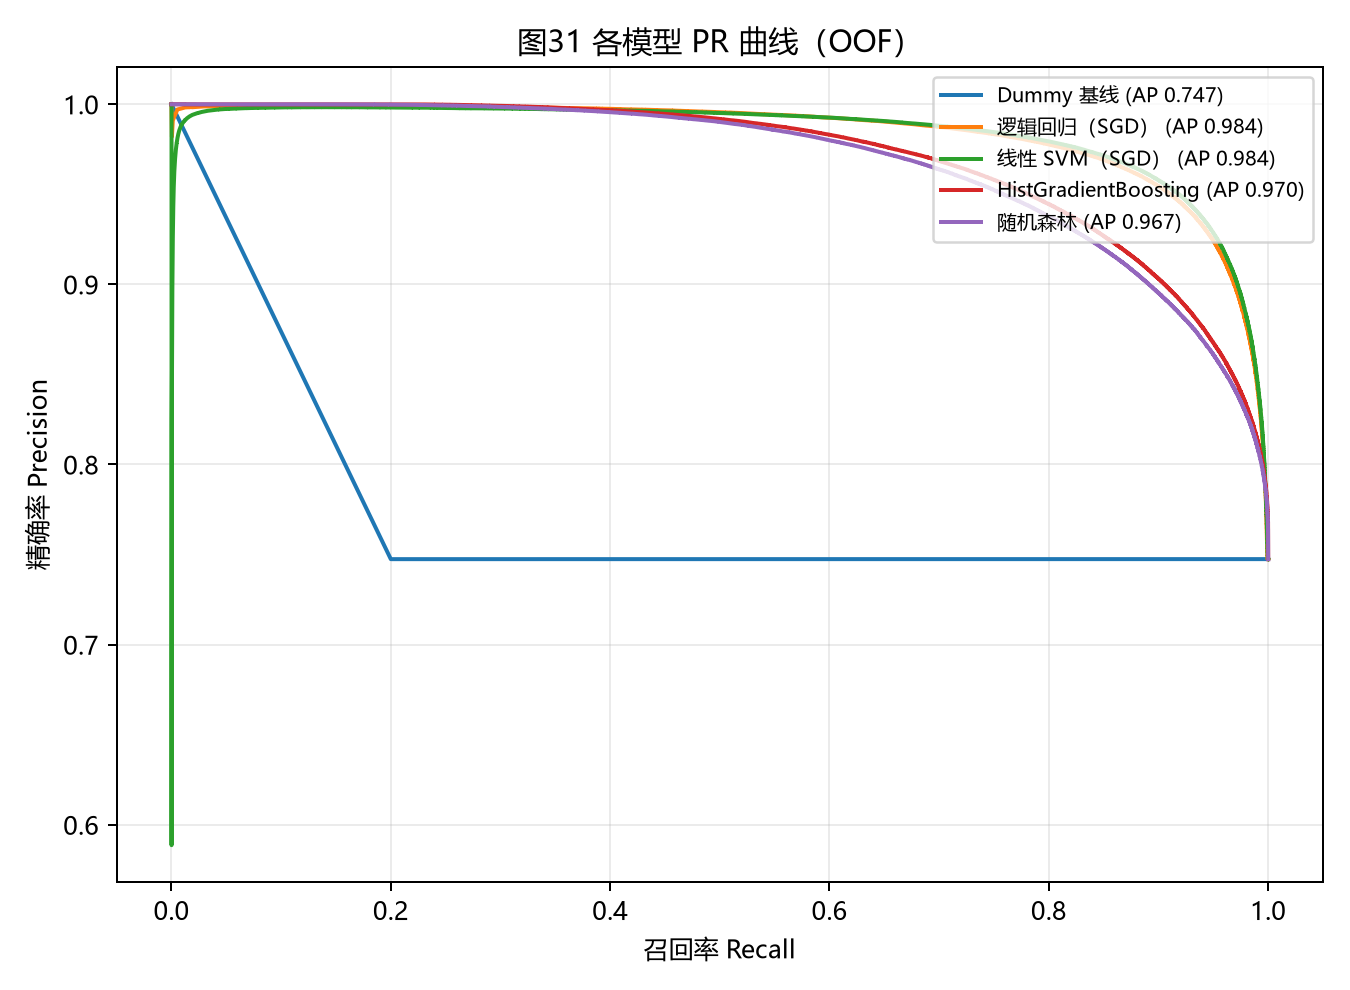 图31 各模型 PR 曲线（OOF）
Dummy 基线 (AP 0.747)
逻辑回归（SGD） (AP 0.984)
线性 SVM（SGD） (AP 0.984)
HistGradientBoosting (AP 0.970)
随机森林 (AP 0.967)
精确率 Precision
1.0
0.9
0.8
0.7
0.6
0.0 0.2 0.4 0.6 0.8 1.0
召回率 Recall